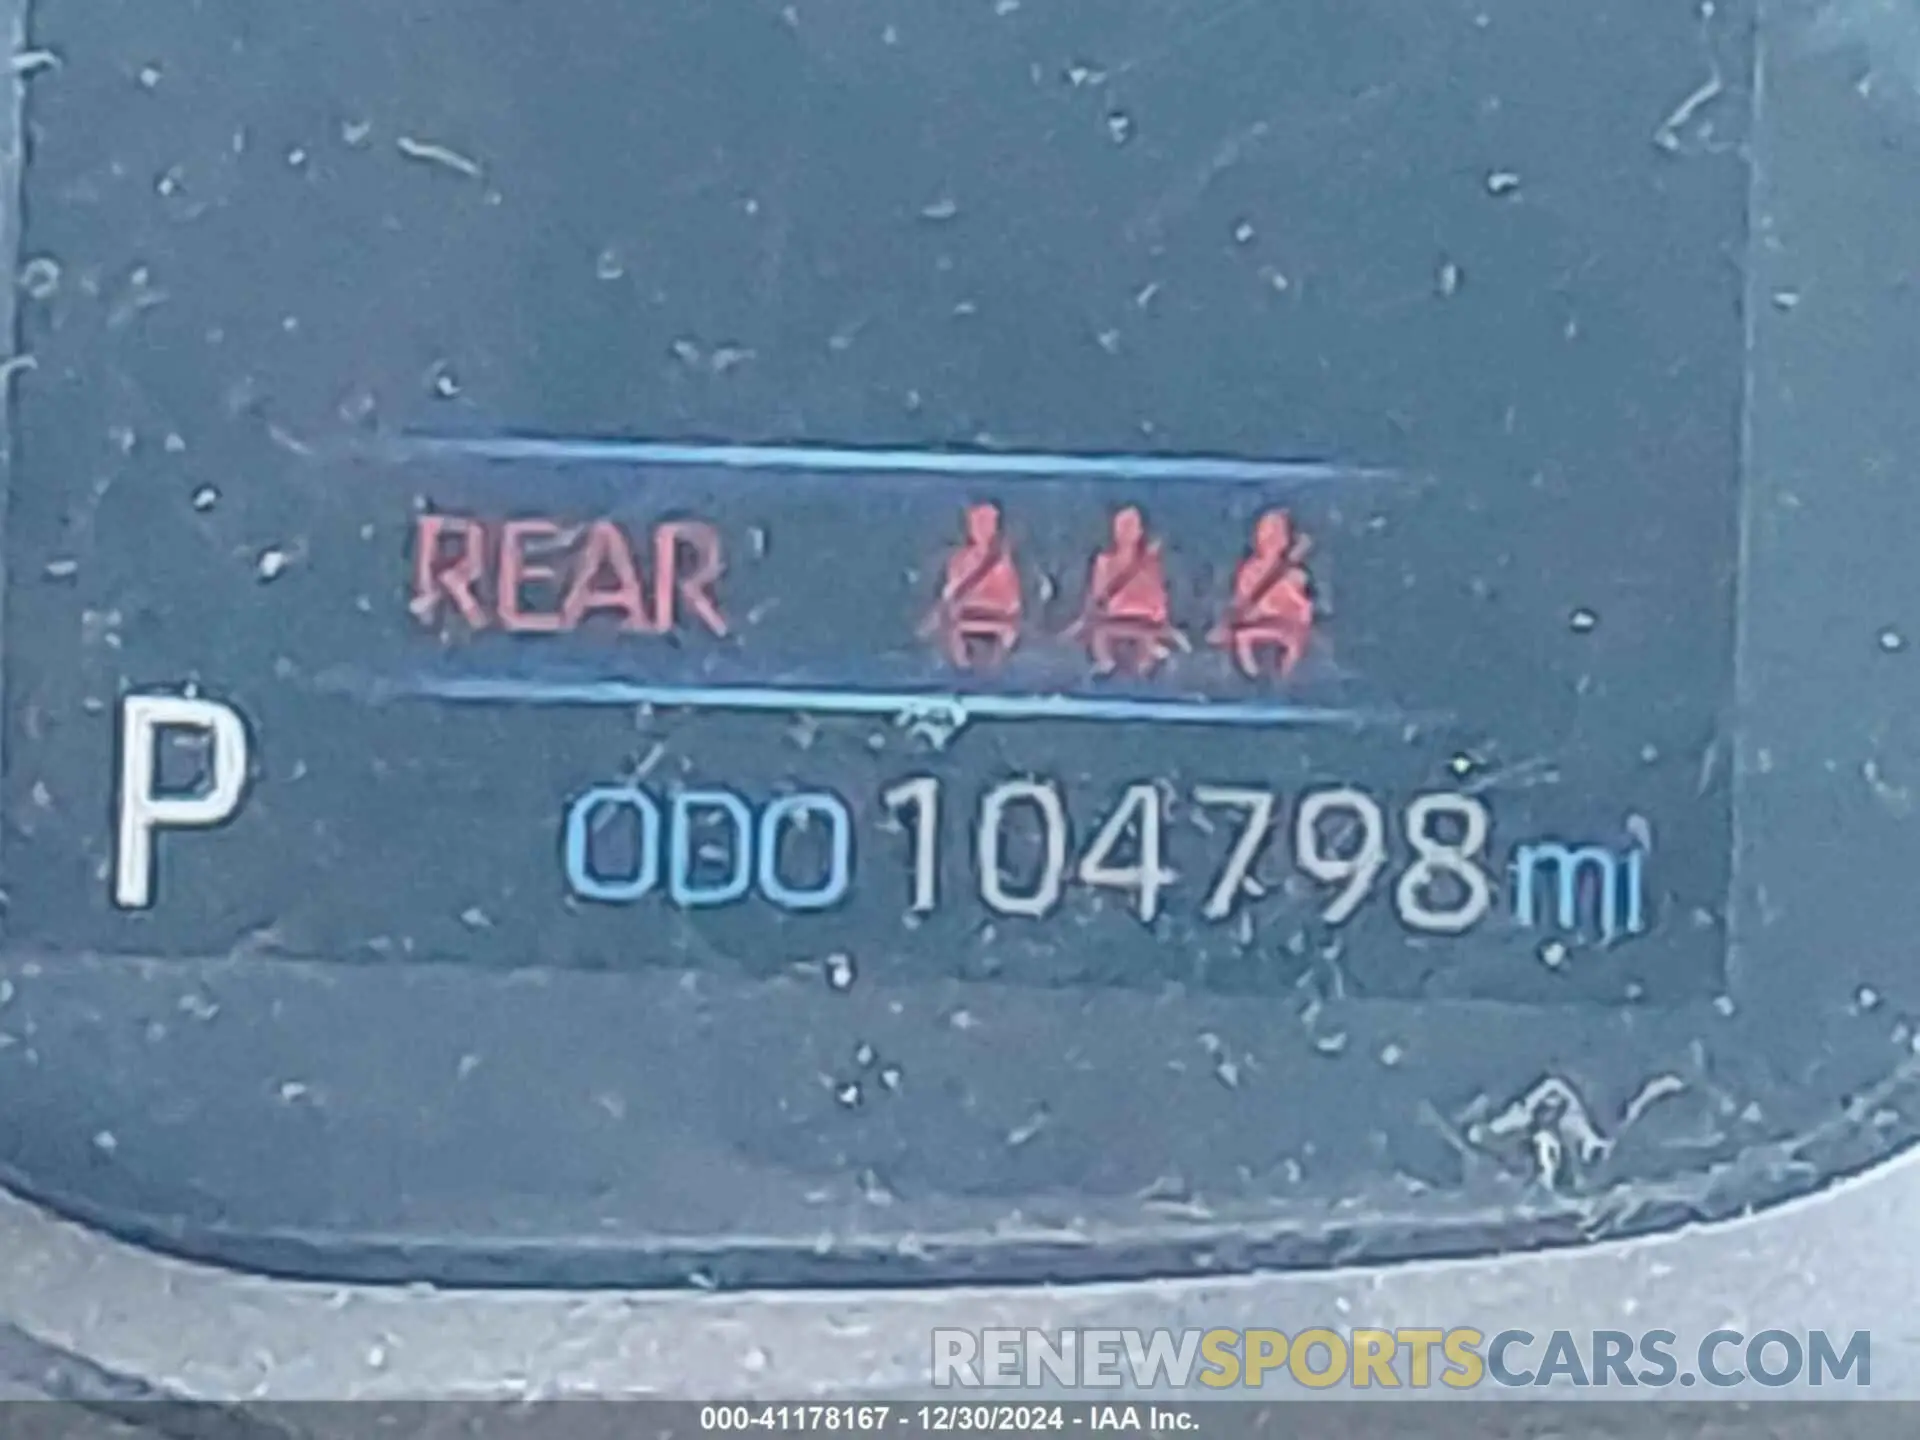 REAR
P
ODO 104798 mi
RENEWSPORTSCARS.COM
000-41178167 - 12/30/2024 - IAA Inc.